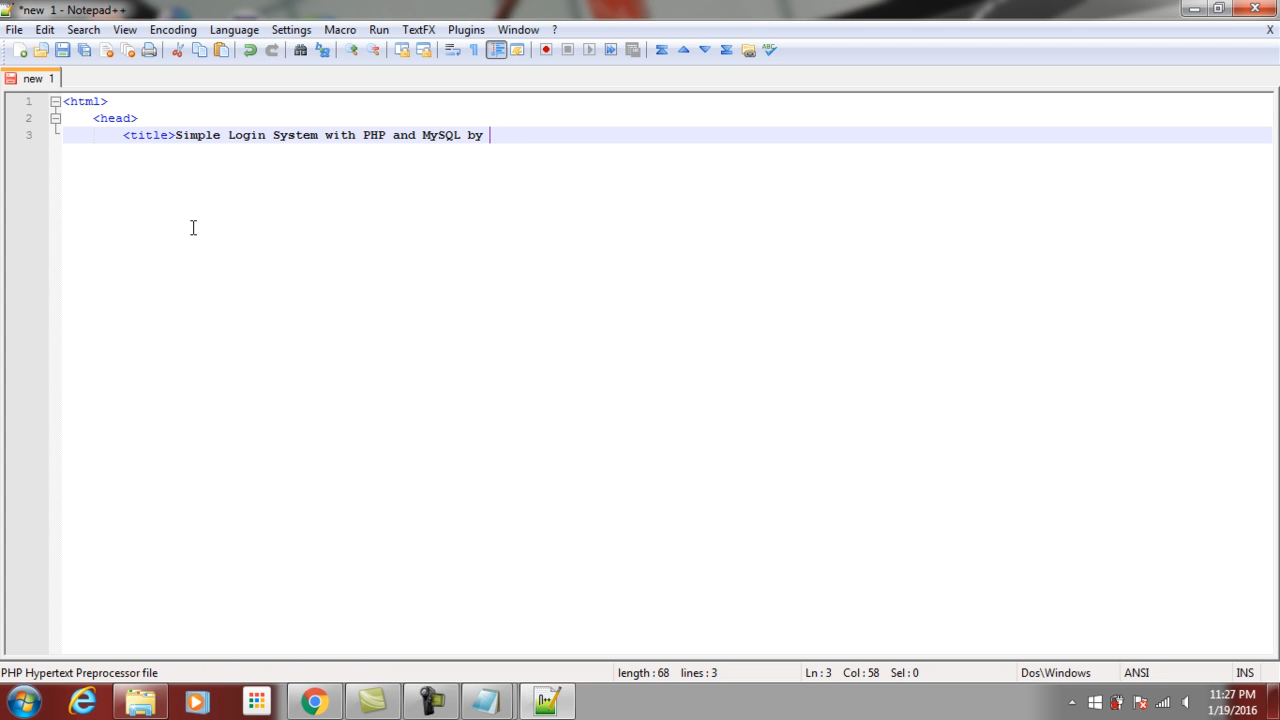 *new  1 - Notepad++
File Edit Search View Encoding Language Settings Macro Run TextFX Plugins Window ? X
new  1
1 <html>
2 <head>
3 <title>Simple Login System with PHP and MySQL by
PHP Hypertext Preprocessor file length : 68 lines : 3 Ln : 3 Col : 58 Sel : 0 Dos\Windows ANSI INS
11:27 PM
1/19/2016